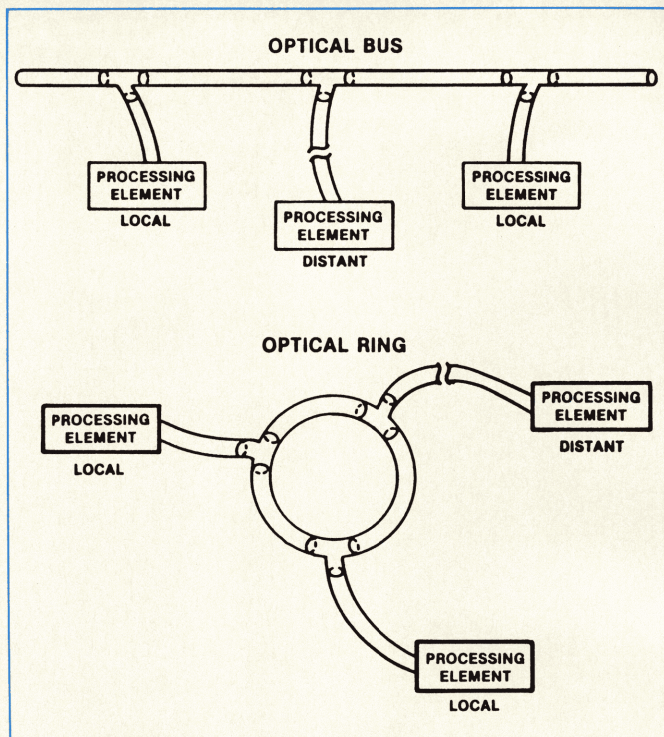 OPTICAL BUS
PROCESSING
ELEMENT
LOCAL
PROCESSING
ELEMENT
DISTANT
PROCESSING
ELEMENT
LOCAL
OPTICAL RING
PROCESSING
ELEMENT
LOCAL
PROCESSING
ELEMENT
DISTANT
PROCESSING
ELEMENT
LOCAL